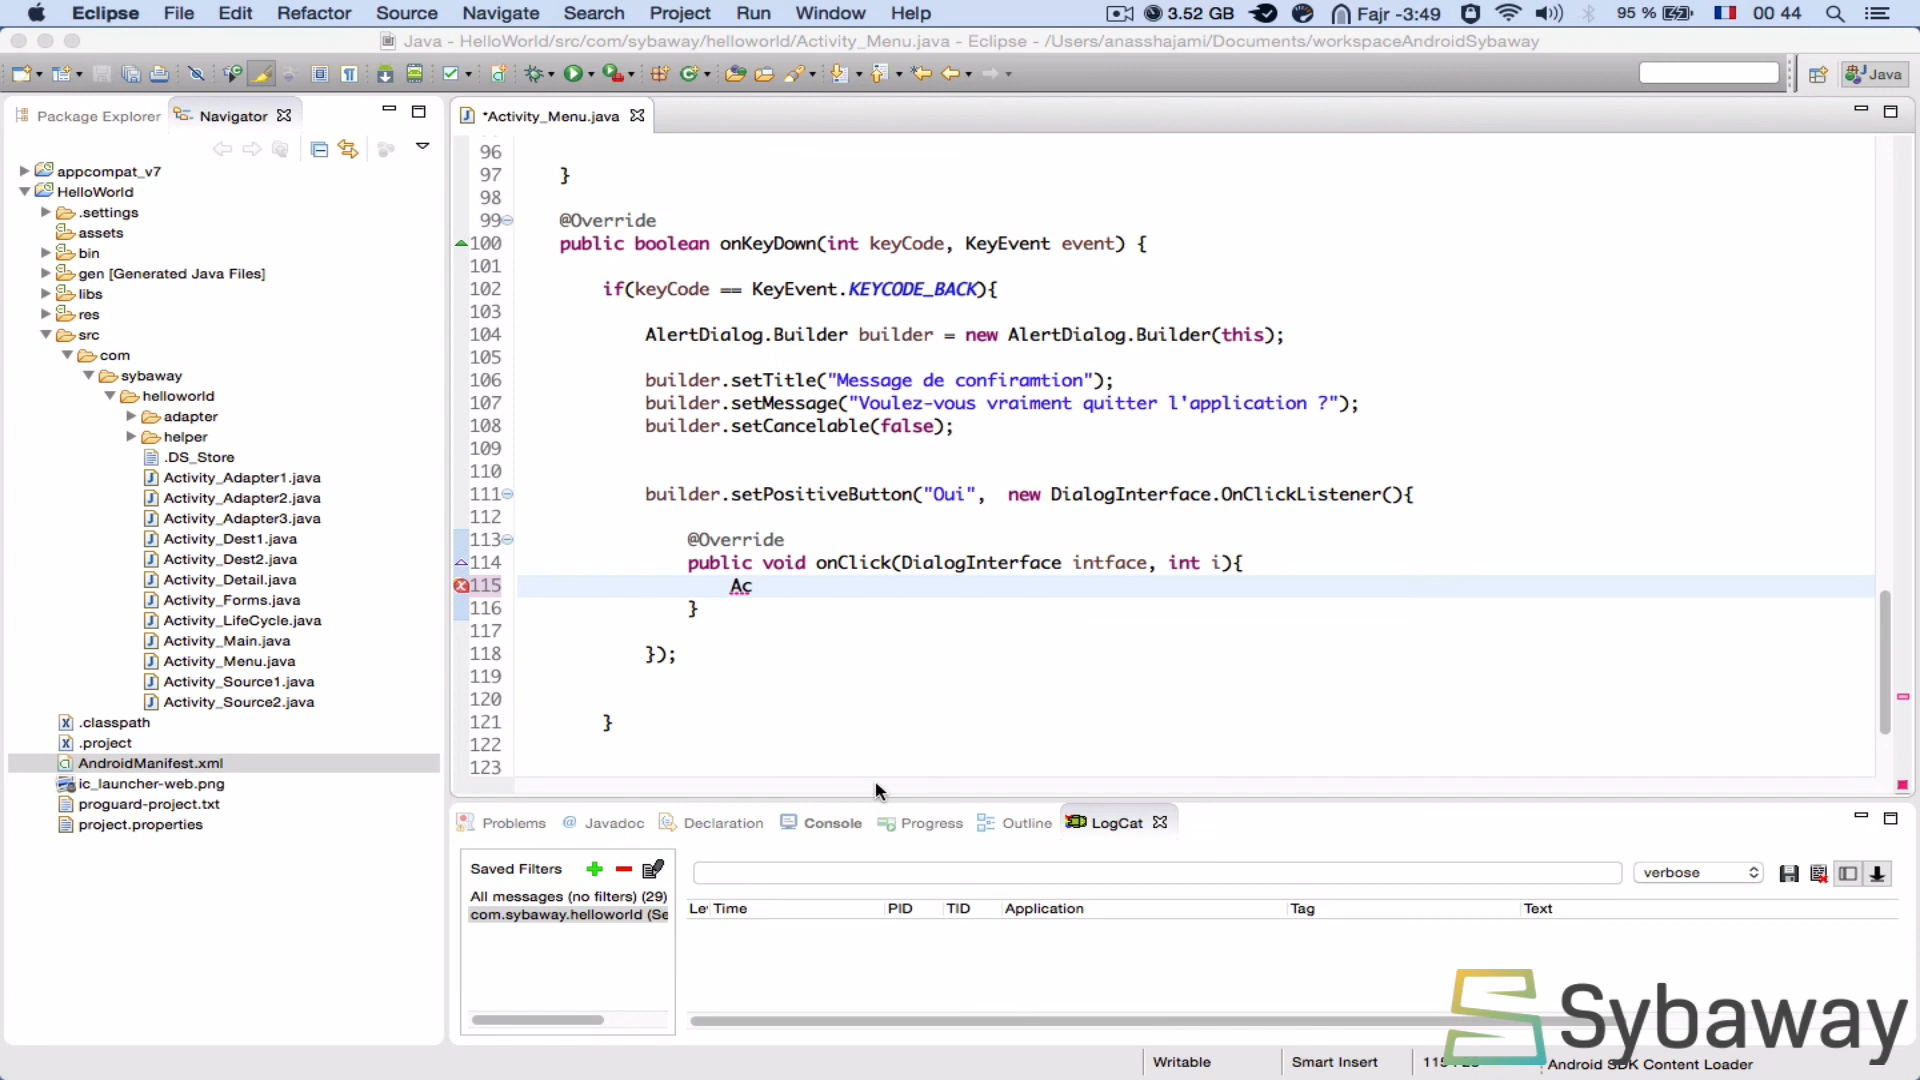 Eclipse File Edit Refactor Source Navigate Search Project Run Window Help 3.52 GB Fajr -3:49 95 % 00 44
Java - HelloWorld/src/com/sybaway/helloworld/Activity_Menu.java - Eclipse - /Users/anasshajami/Documents/workspaceAndroidSybaway
Java
Package Explorer Navigator
*Activity_Menu.java
appcompat_v7
HelloWorld
.settings
assets
bin
gen [Generated Java Files]
libs
res
src
com
sybaway
helloworld
adapter
helper
.DS_Store
Activity_Adapter1.java
Activity_Adapter2.java
Activity_Adapter3.java
Activity_Dest1.java
Activity_Dest2.java
Activity_Detail.java
Activity_Forms.java
Activity_LifeCycle.java
Activity_Main.java
Activity_Menu.java
Activity_Source1.java
Activity_Source2.java
.classpath
.project
AndroidManifest.xml
ic_launcher-web.png
proguard-project.txt
project.properties
96
97 }
98
99 @Override
100 public boolean onKeyDown(int keyCode, KeyEvent event) {
101
102 if(keyCode == KeyEvent.KEYCODE_BACK){
103
104 AlertDialog.Builder builder = new AlertDialog.Builder(this);
105
106 builder.setTitle("Message de confiramtion");
107 builder.setMessage("Voulez-vous vraiment quitter l'application ?");
108 builder.setCancelable(false);
109
110
111 builder.setPositiveButton("Oui",  new DialogInterface.OnClickListener(){
112
113 @Override
114 public void onClick(DialogInterface intface, int i){
115 Ac
116 }
117
118 });
119
120
121 }
122
123
Problems Javadoc Declaration Console Progress Outline LogCat
Saved Filters
All messages (no filters) (29)
com.sybaway.helloworld (Se
verbose
Time PID TID Application Tag Text
Sybaway
Writable Smart Insert Android SDK Content Loader